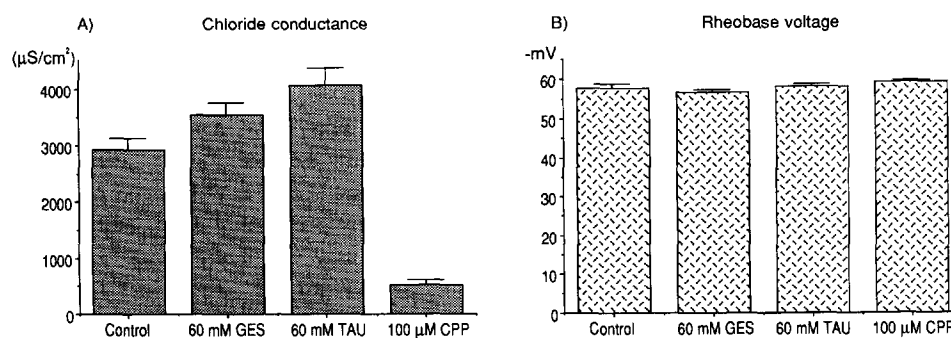 A) Chloride conductance
(μS/cm²)
4000
3000
2000
1000
0
Control 60 mM GES 60 mM TAU 100 μM CPP
B) Rheobase voltage
-mV
60
50
40
30
20
10
0
Control 60 mM GES 60 mM TAU 100 μM CPP